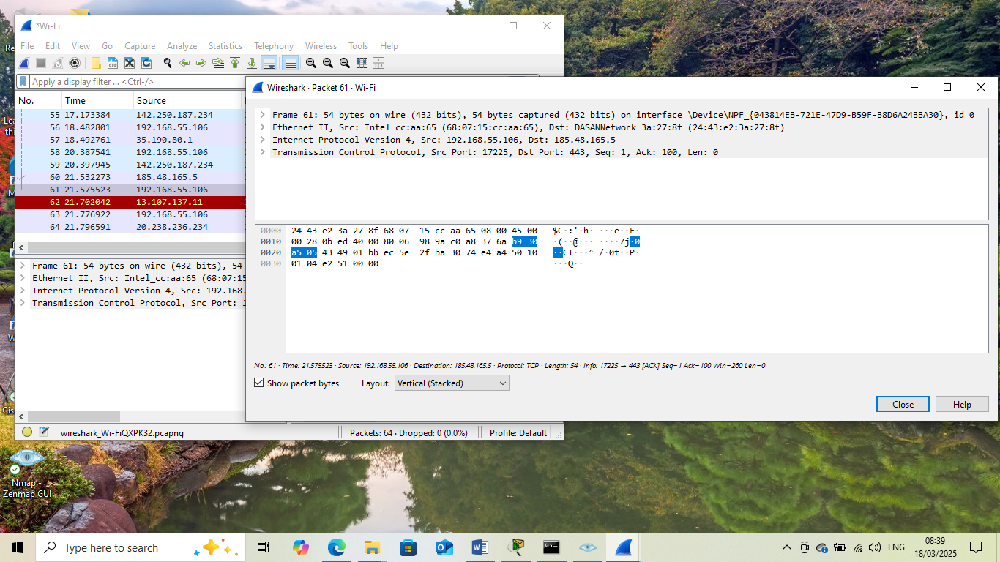 *Wi-Fi
File Edit View Go Capture Analyze Statistics Telephony Wireless Tools Help
Apply a display filter ... <Ctrl-/>
No. Time Source
55 17.173384 142.250.187.234
56 18.482801 192.168.55.106
57 18.492761 35.190.80.1
58 20.387541 192.168.55.106
59 20.397945 142.250.187.234
60 21.532273 185.48.165.5
61 21.575523 192.168.55.106
62 21.702042 13.107.137.11
63 21.776922 192.168.55.106
64 21.796591 20.238.236.234
Frame 61: 54 bytes on wire (432 bits), 54
Ethernet II, Src: Intel_cc:aa:65 (68:07:15
Internet Protocol Version 4, Src: 192.168.
Transmission Control Protocol, Src Port: 1
wireshark_Wi-FiQXPK32.pcapng
Packets: 64 · Dropped: 0 (0.0%)
Profile: Default
Wireshark · Packet 61 · Wi-Fi
Frame 61: 54 bytes on wire (432 bits), 54 bytes captured (432 bits) on interface \Device\NPF_{043814EB-721E-47D9-B59F-B8D6A24BBA30}, id 0
Ethernet II, Src: Intel_cc:aa:65 (68:07:15:cc:aa:65), Dst: DASANNetwork_3a:27:8f (24:43:e2:3a:27:8f)
Internet Protocol Version 4, Src: 192.168.55.106, Dst: 185.48.165.5
Transmission Control Protocol, Src Port: 17225, Dst Port: 443, Seq: 1, Ack: 100, Len: 0
0000 24 43 e2 3a 27 8f 68 07 15 cc aa 65 08 00 45 00 $C·:'·h· ···e··E·
0010 00 28 0b ed 40 00 80 06 98 9a c0 a8 37 6a b9 30 ·(··@··· ····7j·0
0020 a5 05 43 49 01 bb ec 5e 2f ba 30 74 e4 a4 50 10 ··CI···^ /·0t··P·
0030 01 04 e2 51 00 00 ···Q··
No.: 61 · Time: 21.575523 · Source: 192.168.55.106 · Destination: 185.48.165.5 · Protocol: TCP · Length: 54 · Info: 17225 → 443 [ACK] Seq=1 Ack=100 Win=260 Len=0
Show packet bytes
Layout: Vertical (Stacked)
Close
Help
Nmap -
Zenmap GUI
Type here to search
ENG
08:39
18/03/2025